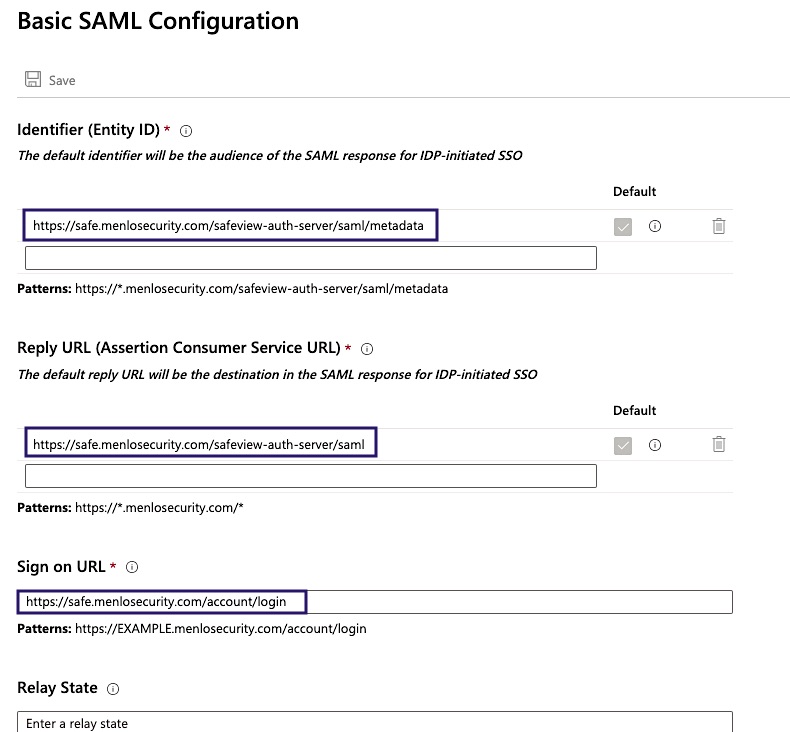 Basic SAML Configuration
Save
Identifier (Entity ID) *
The default identifier will be the audience of the SAML response for IDP-initiated SSO
Default
https://safe.menlosecurity.com/safeview-auth-server/saml/metadata
Patterns: https://*.menlosecurity.com/safeview-auth-server/saml/metadata
Reply URL (Assertion Consumer Service URL) *
The default reply URL will be the destination in the SAML response for IDP-initiated SSO
Default
https://safe.menlosecurity.com/safeview-auth-server/saml
Patterns: https://*.menlosecurity.com/*
Sign on URL *
https://safe.menlosecurity.com/account/login
Patterns: https://EXAMPLE.menlosecurity.com/account/login
Relay State
Enter a relay state